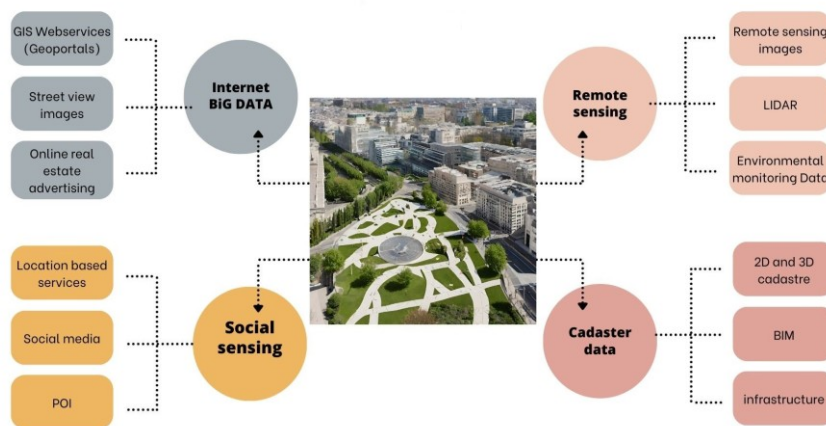 GIS Webservices
(Geoportals)
Street view
images
Online real
estate
advertising
Internet
BiG DATA
Remote
sensing
Remote sensing
images
LIDAR
Environmental
monitoring Data
Location based
services
Social media
POI
Social
sensing
Cadaster
data
2D and 3D
cadastre
BIM
infrastructure